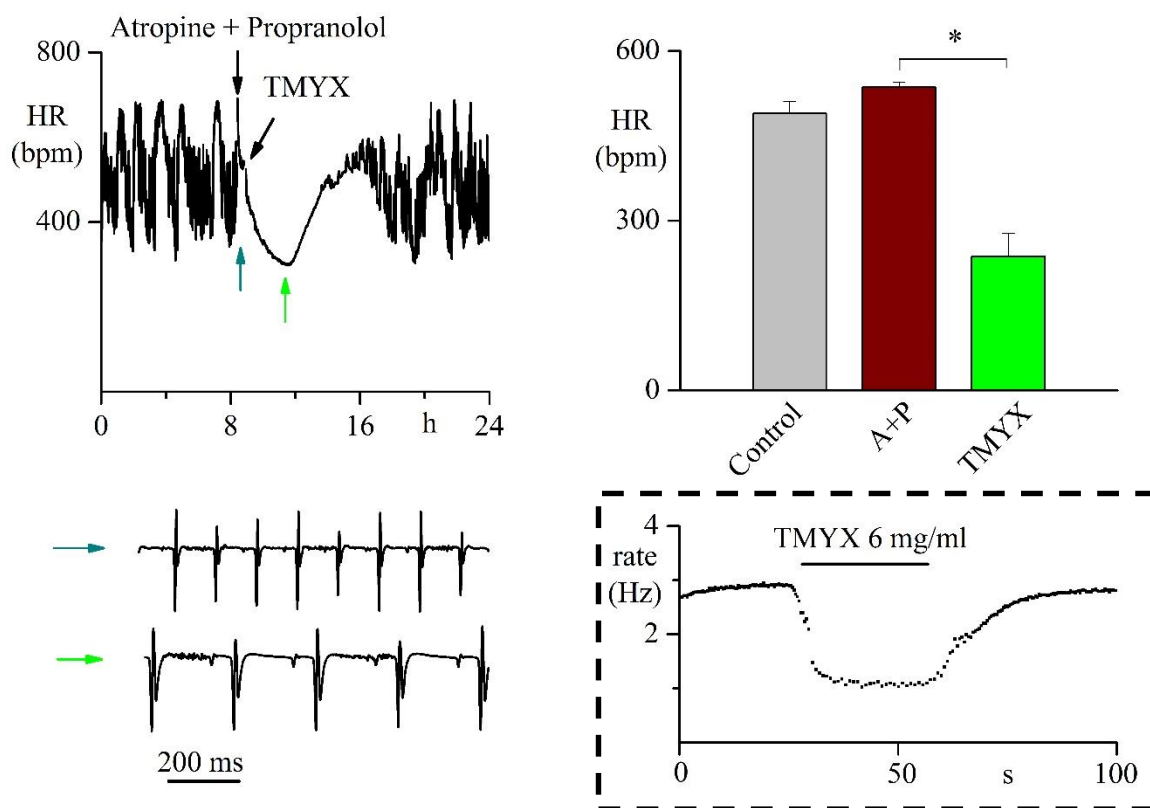 Atropine + Propranolol
800
HR
(bpm)
TMYX
400
0 8 16 h 24
600
*
HR
(bpm)
300
0
Control
A+P
TMYX
200 ms
4
rate
(Hz)
TMYX 6 mg/ml
2
0 50 s 100